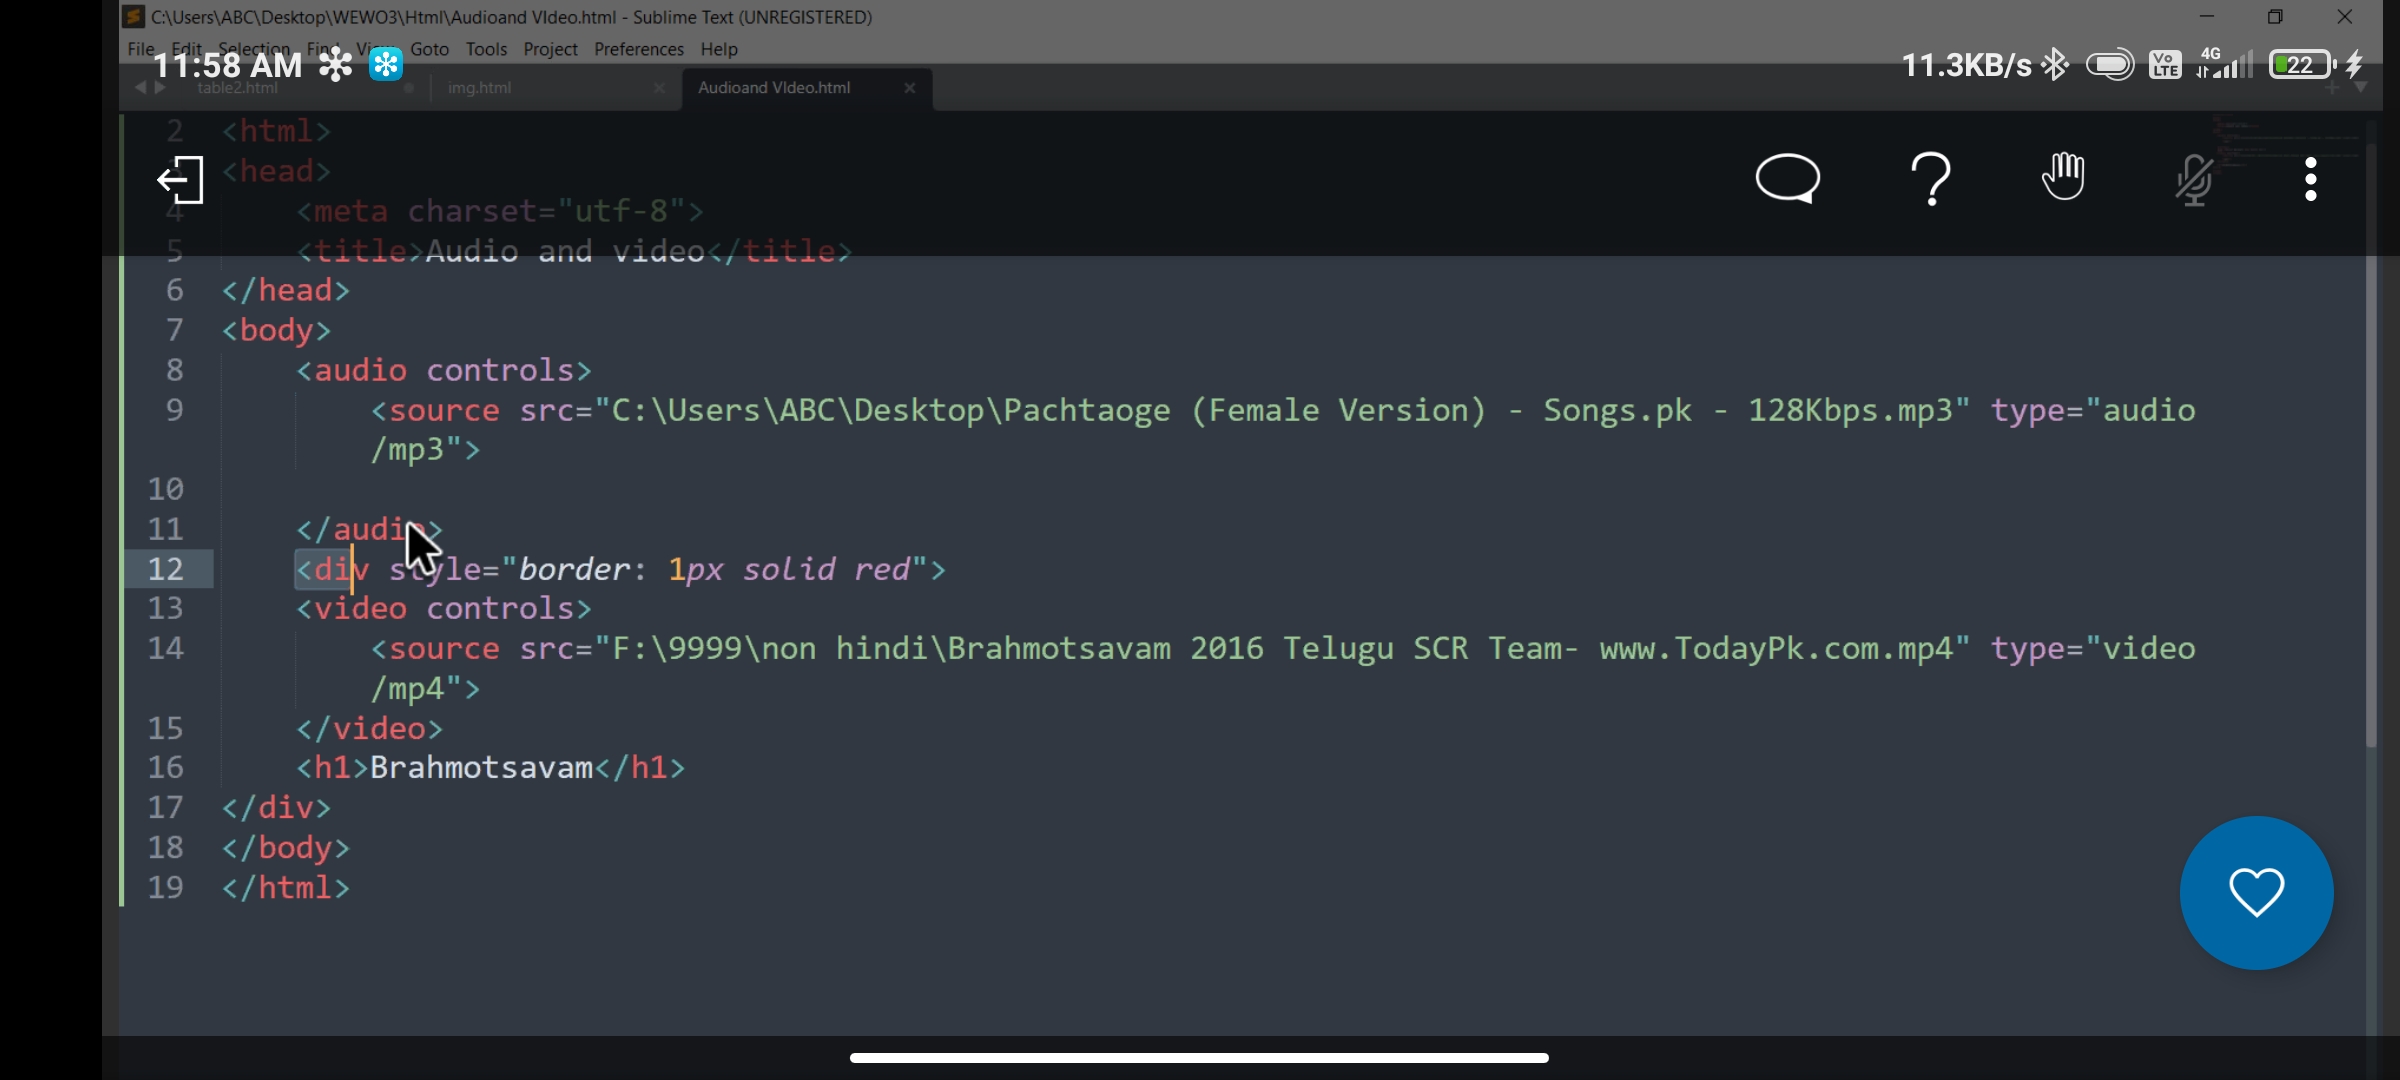 C:\Users\ABC\Desktop\WEWO3\Html\Audioand VIdeo.html - Sublime Text (UNREGISTERED)
File Edit Selection Find View Goto Tools Project Preferences Help
11:58 AM 11.3KB/s Vo LTE 4G 22
table2.html img.html Audioand VIdeo.html
2 <html>
<head>
4 <meta charset="utf-8">
5 <title>Audio and video</title>
6 </head>
7 <body>
8 <audio controls>
9 <source src="C:\Users\ABC\Desktop\Pachtaoge (Female Version) - Songs.pk - 128Kbps.mp3" type="audio
/mp3">
10
11 </audio>
12 <div style="border: 1px solid red">
13 <video controls>
14 <source src="F:\9999\non hindi\Brahmotsavam 2016 Telugu SCR Team- www.TodayPk.com.mp4" type="video
/mp4">
15 </video>
16 <h1>Brahmotsavam</h1>
17 </div>
18 </body>
19 </html>